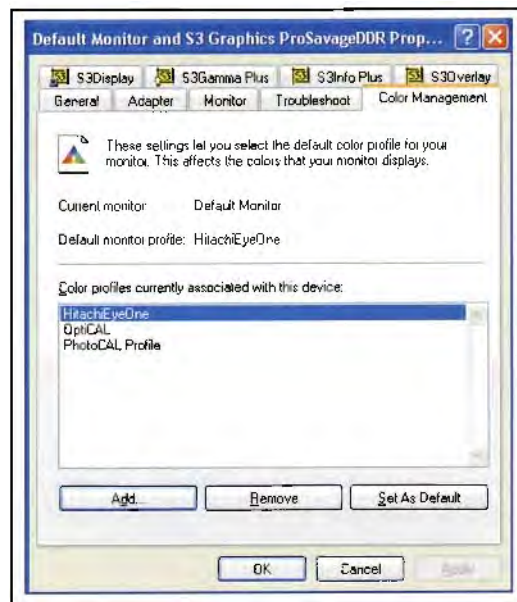 Default Monitor and S3 Graphics ProSavageDDR Prop...
S3Display S3Gamma Plus S3Info Plus S3Overlay
General Adapter Monitor Troubleshoot Color Management
These settings let you select the default color profile for your
monitor. This affects the colors that your monitor displays.
Current monitor: Default Monitor
Default monitor profile: HitachiEyeOne
Color profiles currently associated with this device:
HitachiEyeOne
OptiCAL
PhotoCAL Profile
Add... Remove Set As Default
OK Cancel Apply